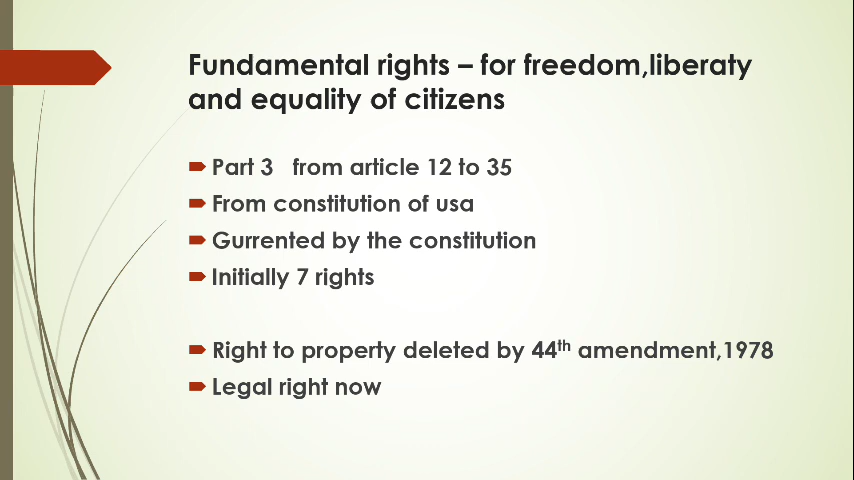 Fundamental rights – for freedom,liberaty
and equality of citizens
Part 3 from article 12 to 35
From constitution of usa
Gurrented by the constitution
Initially 7 rights
Right to property deleted by 44th amendment,1978
Legal right now